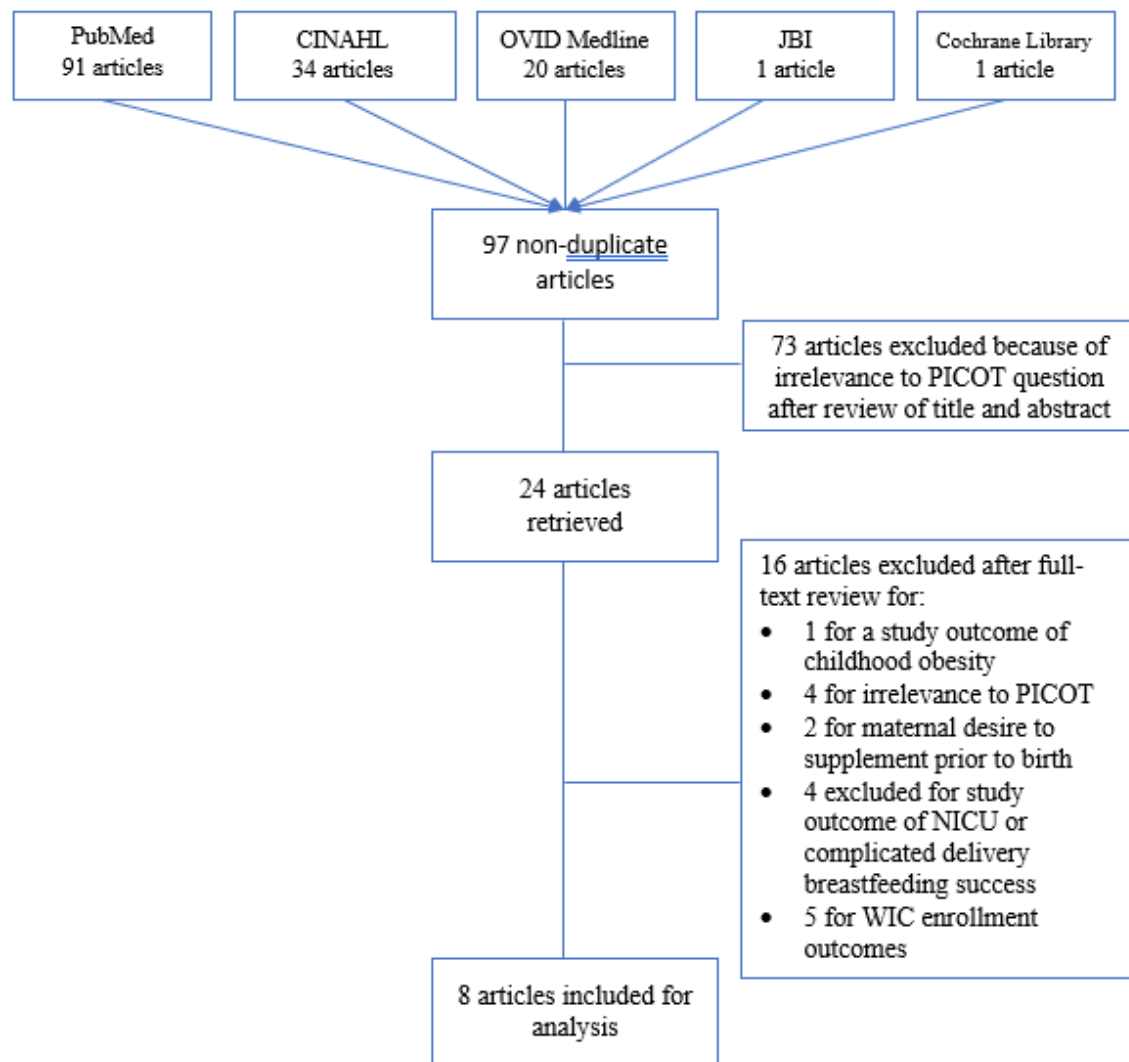 PubMed
91 articles
CINAHL
34 articles
OVID Medline
20 articles
JBI
1 article
Cochrane Library
1 article
97 non-duplicate
articles
73 articles excluded because of
irrelevance to PICOT question
after review of title and abstract
24 articles
retrieved
16 articles excluded after full-
text review for:
• 1 for a study outcome of
childhood obesity
• 4 for irrelevance to PICOT
• 2 for maternal desire to
supplement prior to birth
• 4 excluded for study
outcome of NICU or
complicated delivery
breastfeeding success
• 5 for WIC enrollment
outcomes
8 articles included for
analysis